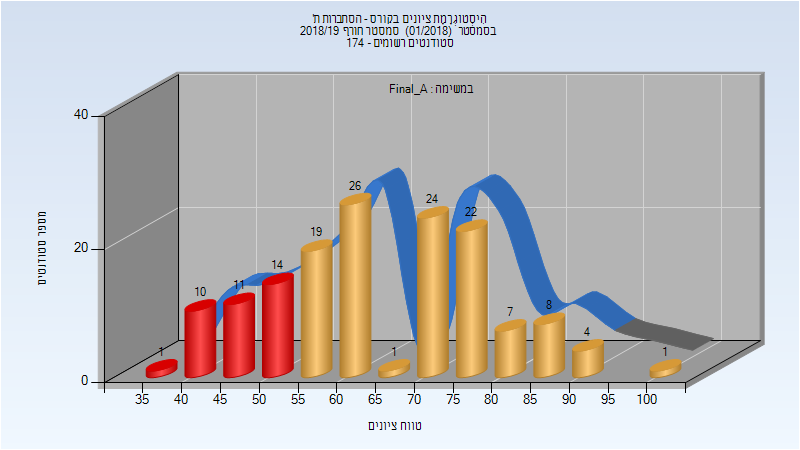 היסטוגרמת ציונים בקורס - הסתברות ת'
בסמסטר (01/2018) סמסטר חורף 2018/19
סטודנטים רשומים - 174
במשימה : Final_A
מספר סטודנטים
40
20
0
1
10
11
14
19
26
1
24
22
7
8
4
1
35 40 45 50 55 60 65 70 75 80 85 90 95 100
טווח ציונים